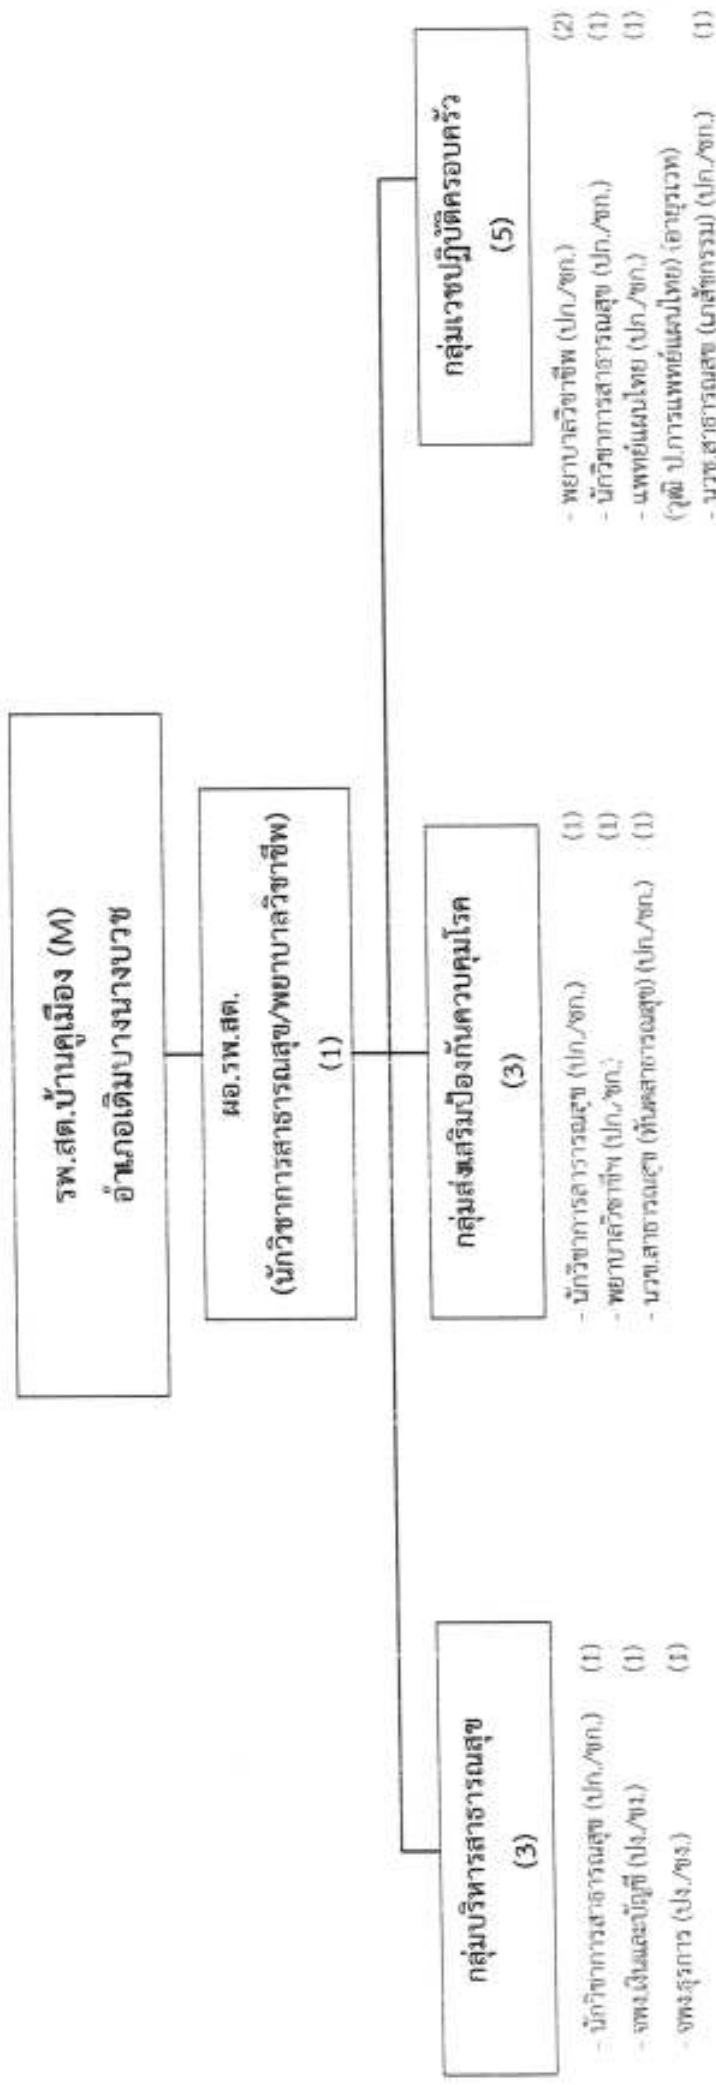 รพ.สต.บ้านคูเมือง (M)
อำเภอเดิมบางนางบวช
ผอ.รพ.สต.
(นักวิชาการสาธารณสุข/พยาบาลวิชาชีพ)
(1)
กลุ่มบริหารสาธารณสุข
(3)
- นักวิชาการสาธารณสุข (ปก./ชก.) (1)
- จพง.เงินและบัญชี (ปง./ชง.) (1)
- จพง.ธุรการ (ปง./ชง.) (1)
กลุ่มส่งเสริมป้องกันควบคุมโรค
(3)
- นักวิชาการสาธารณสุข (ปก./ชก.) (1)
- พยาบาลวิชาชีพ (ปก./ชก.) (1)
- นวช.สาธารณสุข (ทันตสาธารณสุข) (ปก./ชก.) (1)
กลุ่มเวชปฏิบัติครอบครัว
(5)
- พยาบาลวิชาชีพ (ปก./ชก.) (2)
- นักวิชาการสาธารณสุข (ปก./ชก.) (1)
- แพทย์แผนไทย (ปก./ชก.) (1)
(วุฒิ ป.การแพทย์แผนไทย) (อายุรเวท)
- นวช.สาธารณสุข (เภสัชกรรม) (ปก./ชก.) (1)